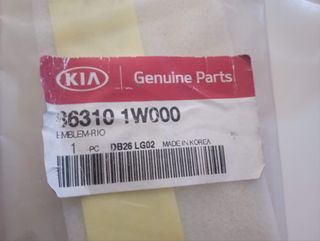 KIA Genuine Parts
86310 1W000
EMBLEM-RIO
1 PC DB26 LG02 MADE IN KOREA